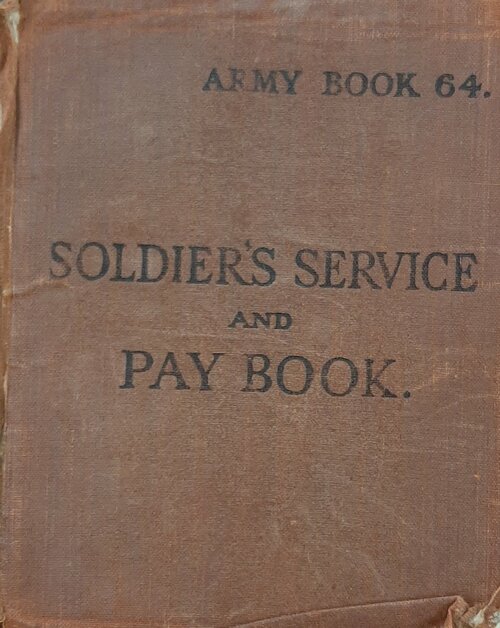 ARMY BOOK 64.
SOLDIER'S SERVICE
AND
PAY BOOK.